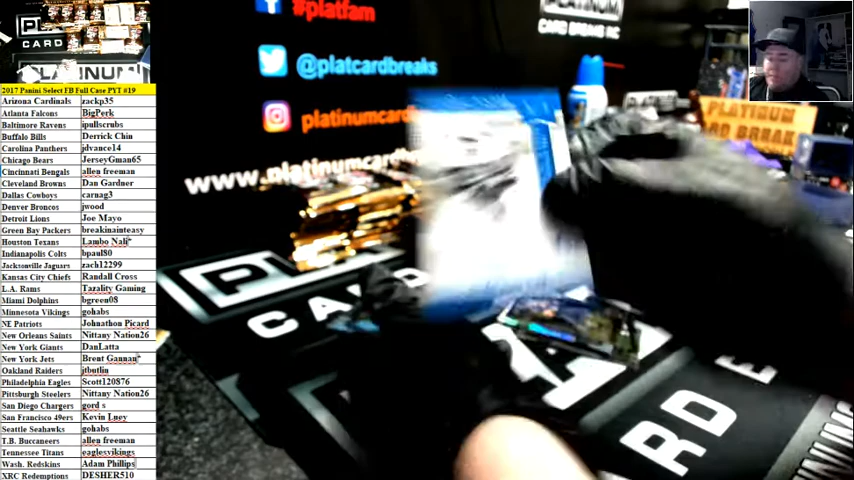 #platfam
@platcardbreaks
platinumcard
www.platinumcard
PLATINUM
CARD BREAKS
PLATINUM
CARD BREAK
CARD
PLATINUM
2017 Panini Select FB Full Case PYT #19
Arizona Cardinals zackp35
Atlanta Falcons BigPerk
Baltimore Ravens ipullscrubs
Buffalo Bills Derrick Chin
Carolina Panthers jdvance14
Chicago Bears JerseyGman65
Cincinnati Bengals allen freeman
Cleveland Browns Dan Gardner
Dallas Cowboys carnag3
Denver Broncos jwood
Detroit Lions Joe Mayo
Green Bay Packers breakinainteasy
Houston Texans Lambo Nali*
Indianapolis Colts bpaul80
Jacksonville Jaguars zach12299
Kansas City Chiefs Randall Cross
L.A. Rams Tazality Gaming
Miami Dolphins bgreen08
Minnesota Vikings gohabs
NE Patriots Johnathon Picard
New Orleans Saints Nittany Nation26
New York Giants DanLatta
New York Jets Brent Gannan*
Oakland Raiders jtbutlin
Philadelphia Eagles Scott120876
Pittsburgh Steelers Nittany Nation26
San Diego Chargers gord s
San Francisco 49ers Kevin Luey
Seattle Seahawks gohabs
T.B. Buccaneers allen freeman
Tennessee Titans eaglesvikings
Wash. Redskins Adam Phillips
XRC Redemptions DESHER510